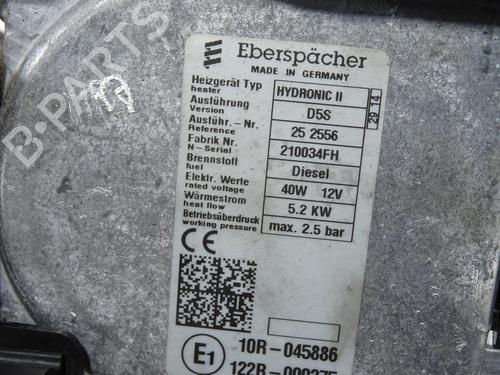 Eberspächer
MADE IN GERMANY
Heizgerät Typ HYDRONIC II
heater
Ausführung D5S
Version
29 14
Ausführ.- Nr. 25 2556
Reference
Fabrik Nr. 210034FH
N - Serial
Brennstoff Diesel
fuel
Elektr. Werte 40W 12V
rated voltage
Wärmestrom 5.2 KW
heat flow
Betriebsüberdruck max. 2.5 bar
working pressure
CE
E1
10R-045886
122R-000275
B-PARTS